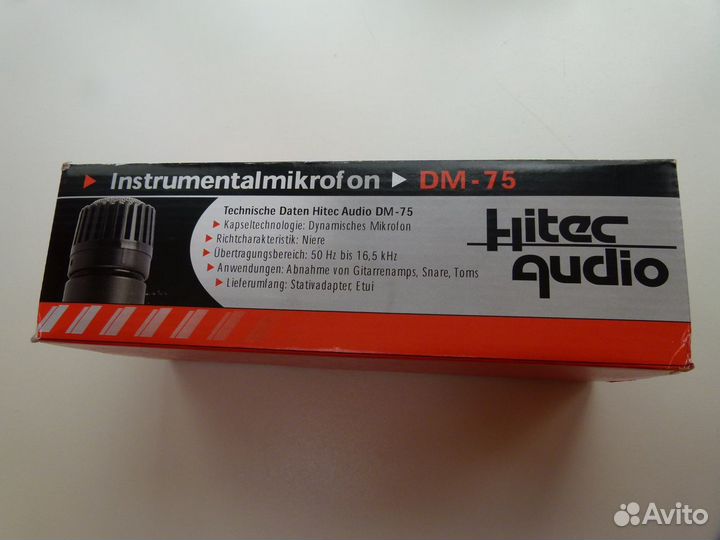 Instrumentalmikrofon DM-75
Technische Daten Hitec Audio DM-75
Kapseltechnologie: Dynamisches Mikrofon
Richtcharakteristik: Niere
Übertragungsbereich: 50 Hz bis 16,5 kHz
Anwendungen: Abnahme von Gitarrenamps, Snare, Toms
Lieferumfang: Stativadapter, Etui
Hitec
Audio
Avito